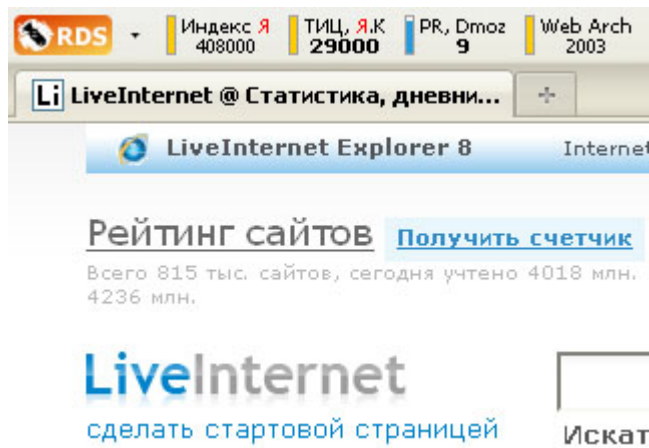 RDS Индекс Я ТИЦ, Я.К PR, Dmoz Web Arch
408000 29000 9 2003
Li LiveInternet @ Статистика, дневни...
LiveInternet Explorer 8 Internet
Рейтинг сайтов Получить счетчик
Всего 815 тыс. сайтов, сегодня учтено 4018 млн.
4236 млн.
LiveInternet
сделать стартовой страницей Искат